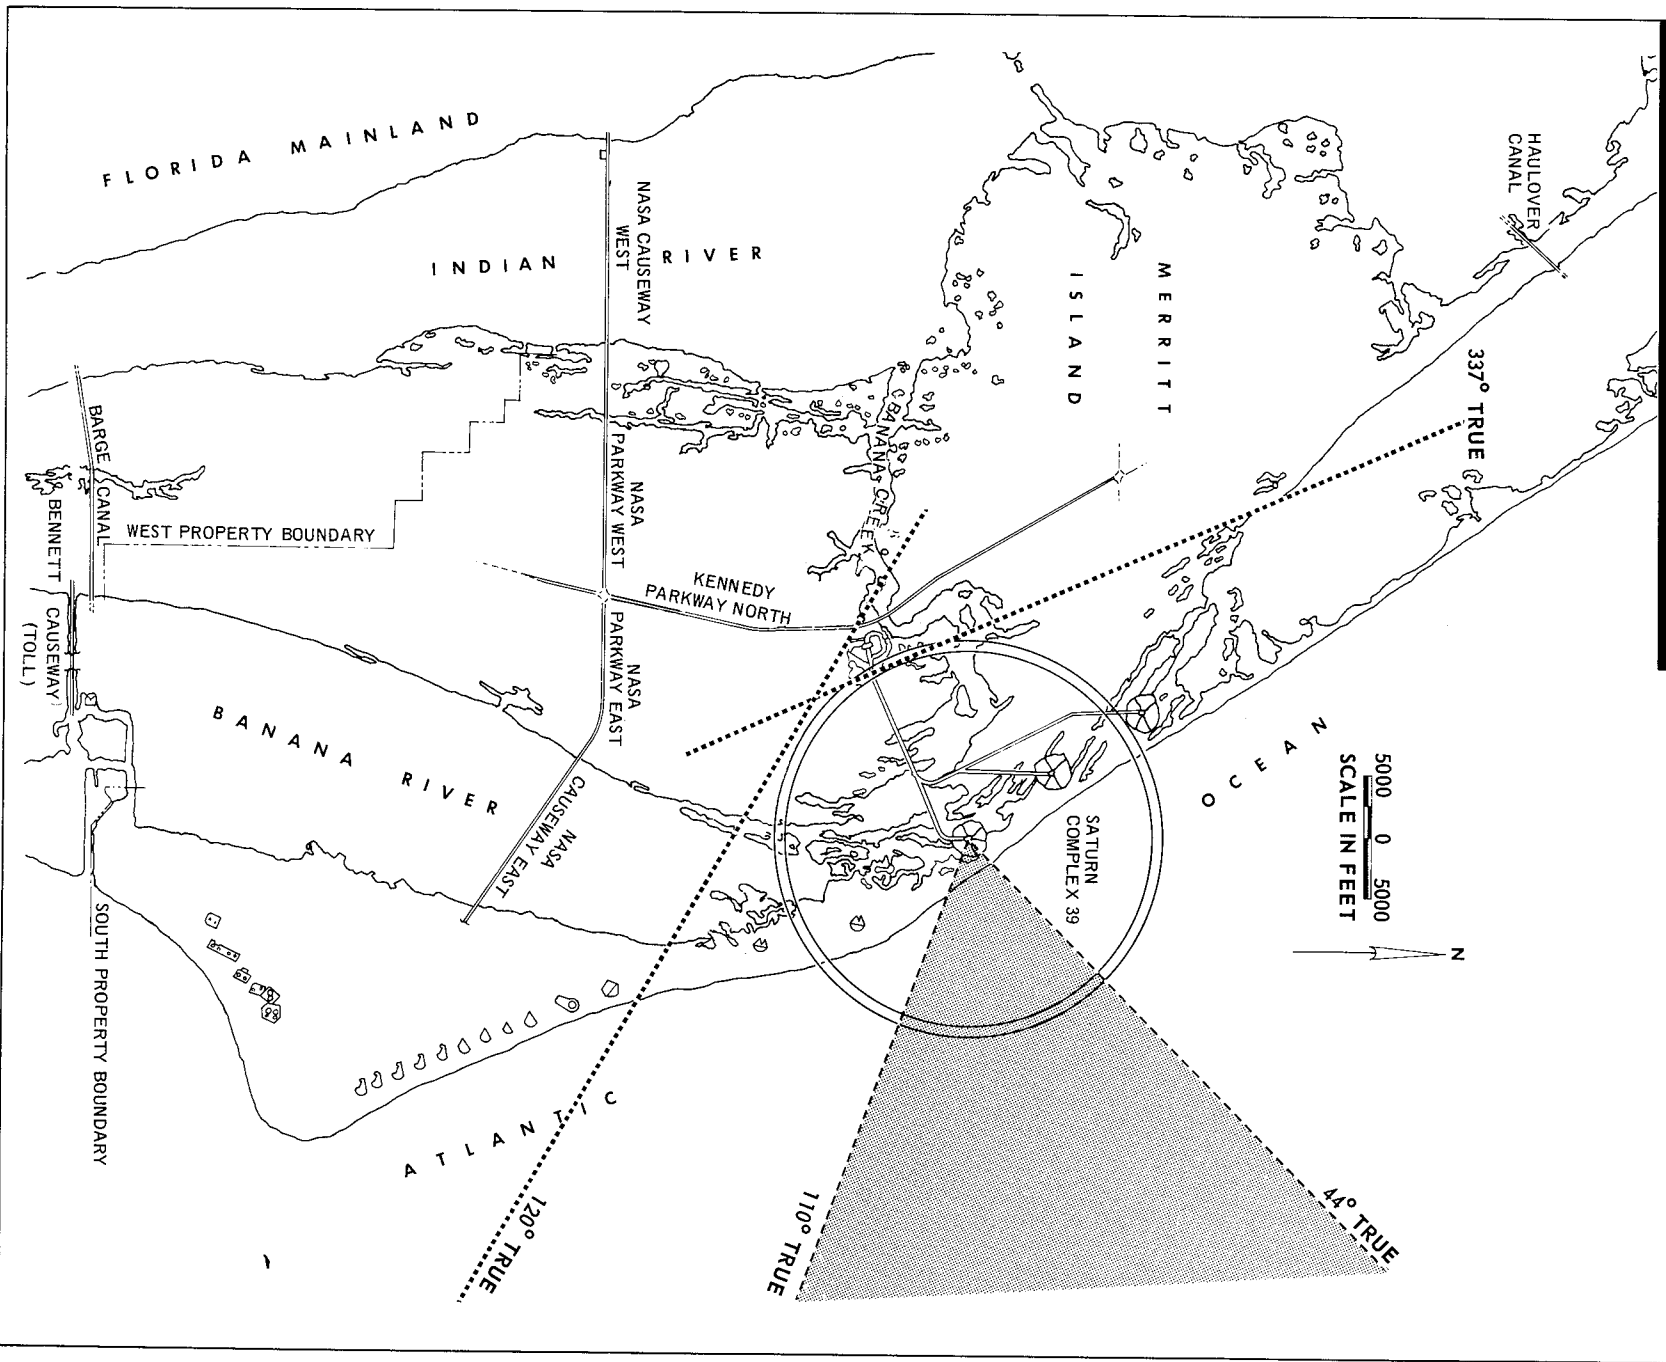 FLORIDA MAINLAND
INDIAN RIVER
NASA CAUSEWAY
WEST
MERRITT
ISLAND
HAULOVER
CANAL
337° TRUE
BANANA CREEK
BARGE CANAL
WEST PROPERTY BOUNDARY
NASA
PARKWAY WEST
KENNEDY
PARKWAY NORTH
BENNETT CAUSEWAY
(TOLL)
NASA
PARKWAY EAST
BANANA RIVER
NASA
CAUSEWAY EAST
SATURN
COMPLEX 39
5000 0 5000
SCALE IN FEET
N
SOUTH PROPERTY BOUNDARY
ATLANTIC OCEAN
120° TRUE
110° TRUE
44° TRUE